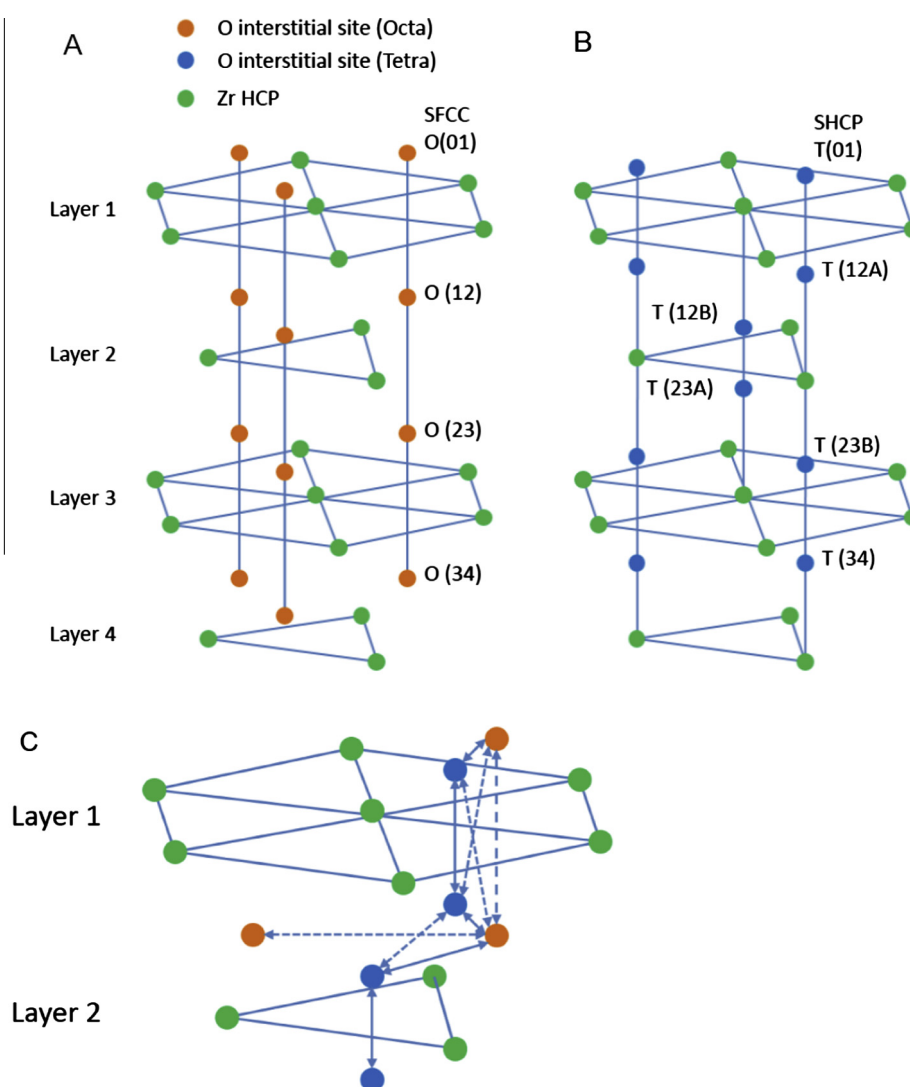 A
B
O interstitial site (Octa)
O interstitial site (Tetra)
Zr HCP
SFCC
O(01)
SHCP
T(01)
Layer 1
O (12)
T (12A)
T (12B)
Layer 2
T (23A)
O (23)
T (23B)
Layer 3
O (34)
T (34)
Layer 4
C
Layer 1
Layer 2